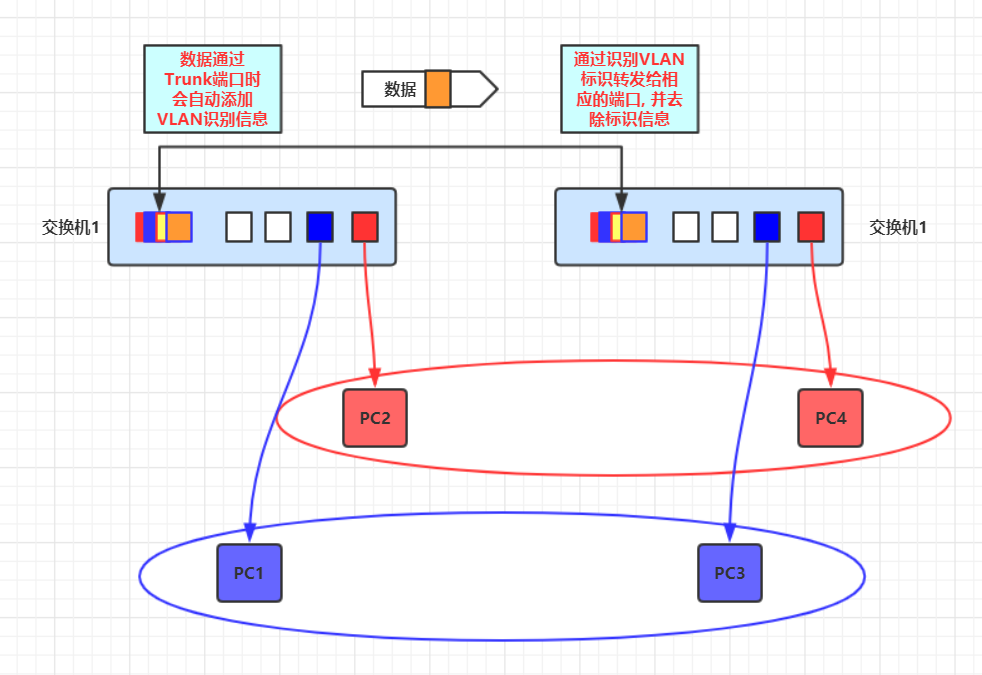 数据通过
Trunk端口时
会自动添加
VLAN识别信息
数据
通过识别VLAN
标识转发给相
应的端口, 并去
除标识信息
交换机1
交换机1
PC2
PC4
PC1
PC3